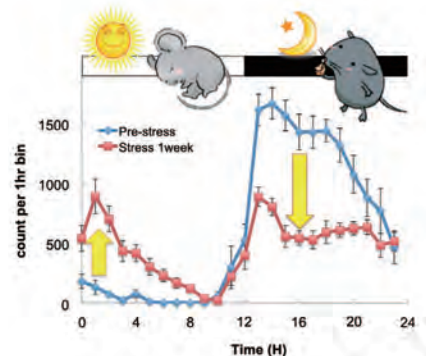 1500
1000
500
0
count per 1hr bin
Pre-stress
Stress 1week
0 4 8 12 16 20 24
Time (H)